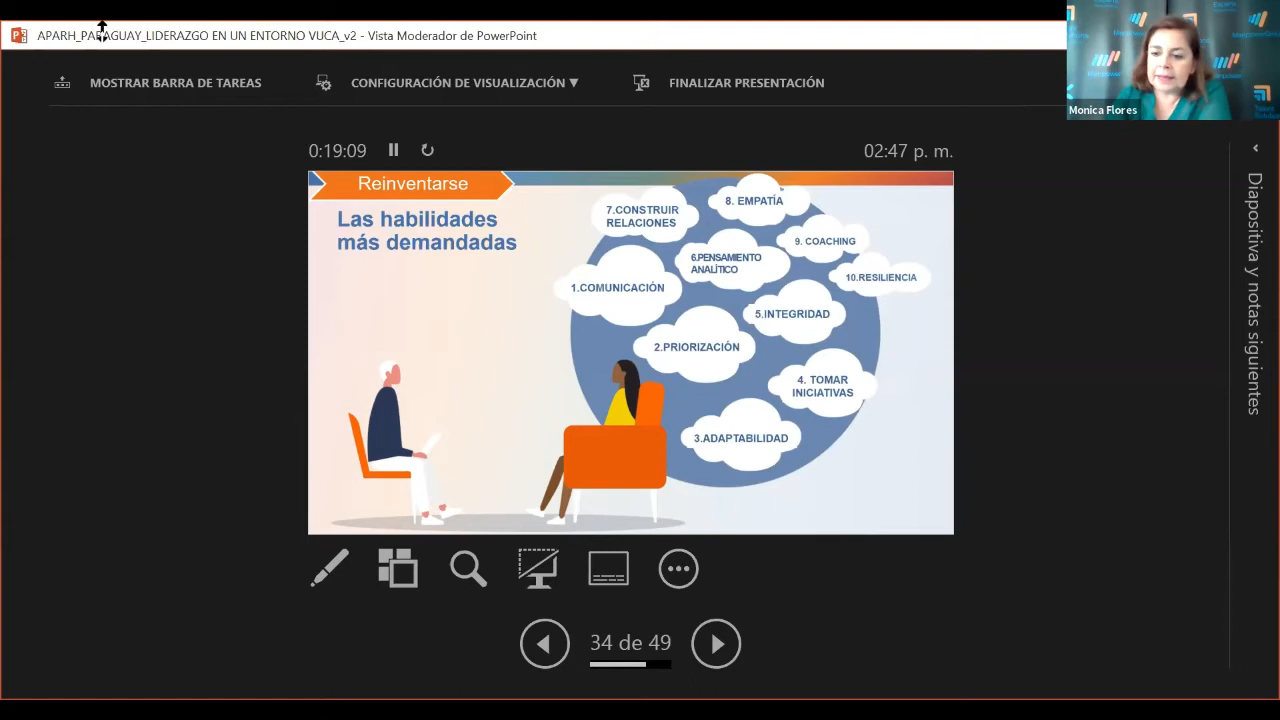 APARH_PARAGUAY_LIDERAZGO EN UN ENTORNO VUCA_v2 - Vista Moderador de PowerPoint
MOSTRAR BARRA DE TAREAS
CONFIGURACIÓN DE VISUALIZACIÓN ▼
FINALIZAR PRESENTACIÓN
Monica Flores
0:19:09
02:47 p. m.
Reinventarse
Las habilidades
más demandadas
7.CONSTRUIR
RELACIONES
8. EMPATÍA
9. COACHING
6.PENSAMIENTO
ANALÍTICO
10.RESILIENCIA
1.COMUNICACIÓN
5.INTEGRIDAD
2.PRIORIZACIÓN
4. TOMAR
INICIATIVAS
3.ADAPTABILIDAD
34 de 49
Diapositiva y notas siguientes